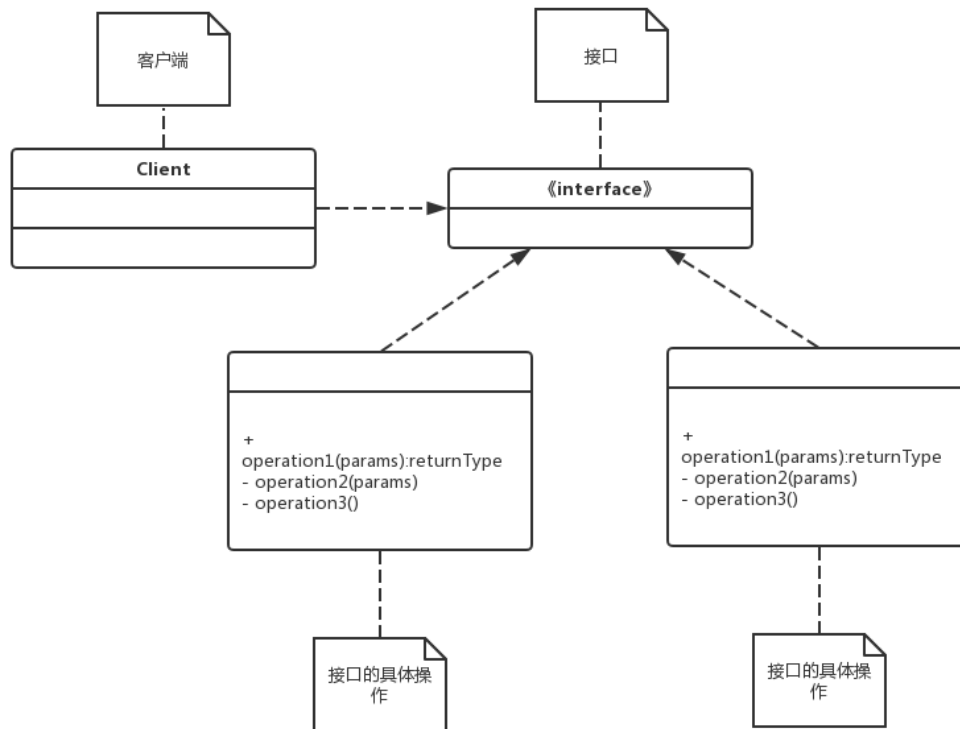 客户端
接口
Client
《interface》
+
operation1(params):returnType
- operation2(params)
- operation3()
+
operation1(params):returnType
- operation2(params)
- operation3()
接口的具体操
作
接口的具体操
作